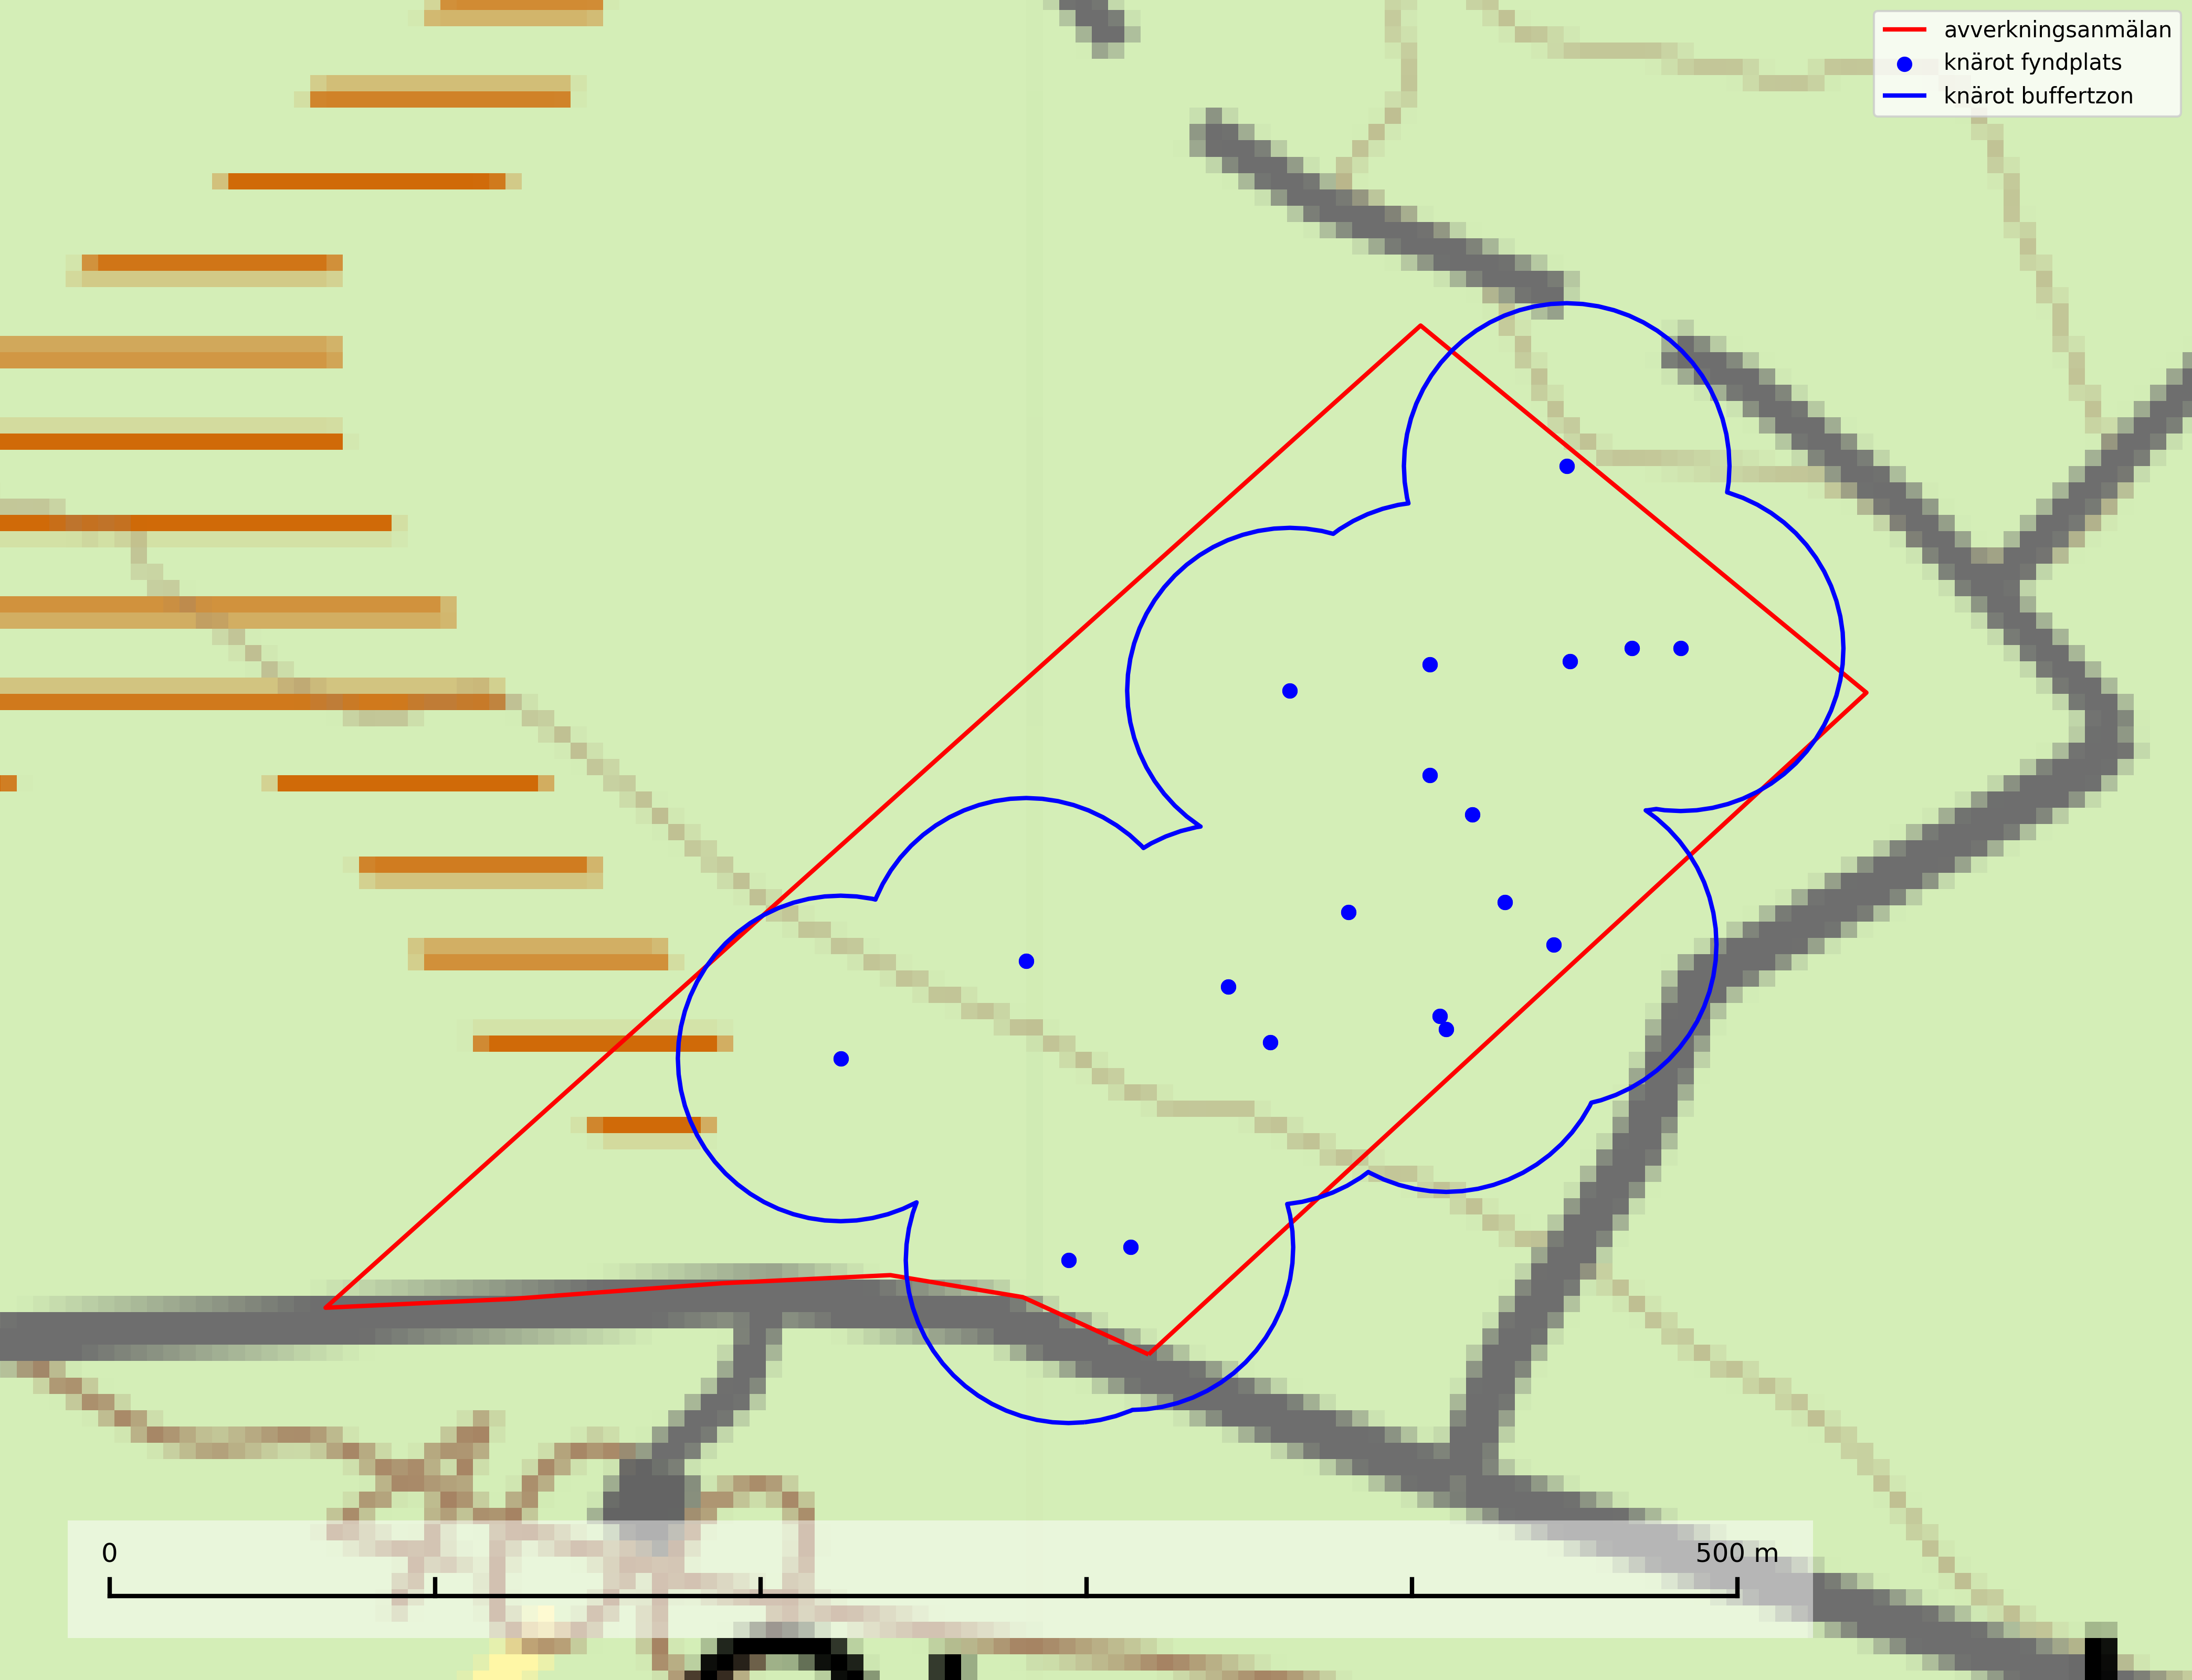 avverkningsanmälan
knärot fyndplats
knärot buffertzon
0
500 m